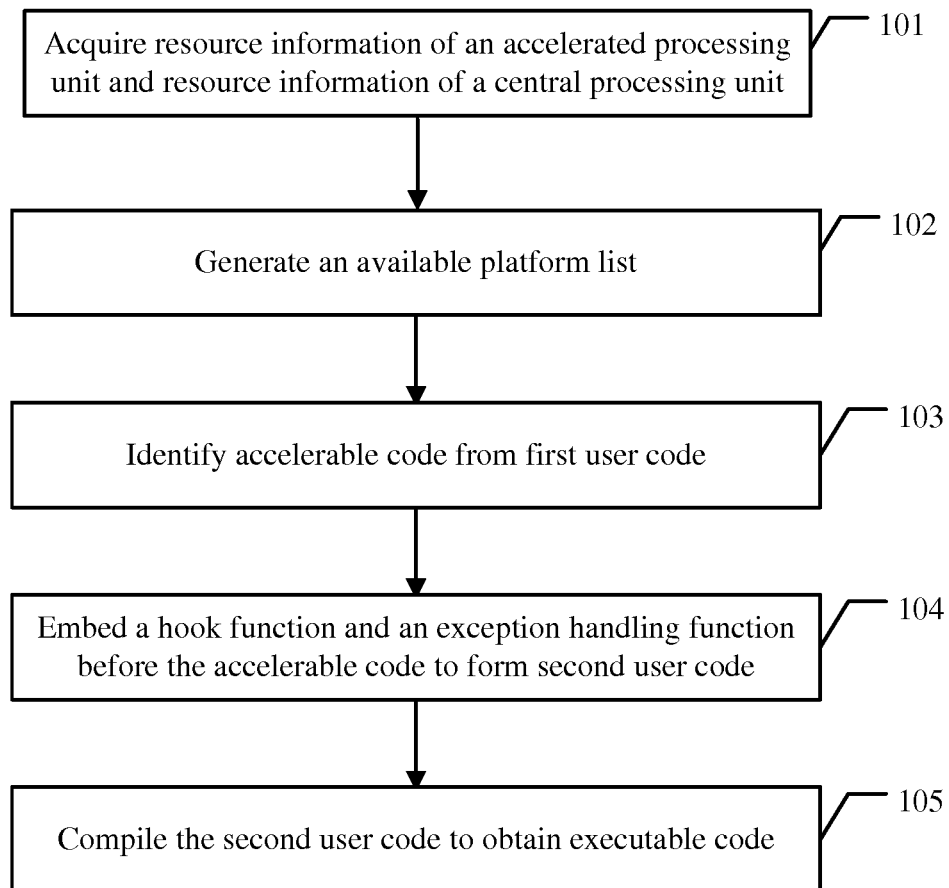 101
Acquire resource information of an accelerated processing
unit and resource information of a central processing unit
102
Generate an available platform list
103
Identify accelerable code from first user code
104
Embed a hook function and an exception handling function
before the accelerable code to form second user code
105
Compile the second user code to obtain executable code